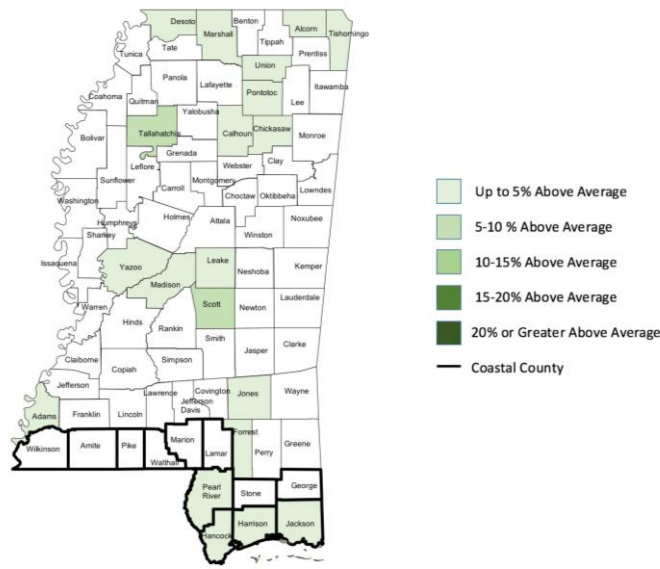 Desoto
Marshall
Benton
Alcorn
Tishomingo
Tippah
Tate
Prentiss
Tunica
Union
Panola
Lafayette
Itawamba
Pontotoc
Lee
Coahoma
Quitman
Yalobusha
Tallahatchia
Calhoun
Chickasaw
Monroe
Bolivar
Grenada
Clay
Webster
Leflore
Montgomery
Sunflower
Carroll
Choctaw
Oktibbeha
Lowndes
Washington
Holmes
Attala
Noxubee
Humphreys
Winston
Sharkey
Issaquena
Yazoo
Leake
Neshoba
Kemper
Madison
Scott
Newton
Lauderdale
Warren
Hinds
Rankin
Smith
Jasper
Clarke
Claiborne
Copiah
Simpson
Jefferson
Lawrence
Covington
Jones
Wayne
Jefferson
Davis
Adams
Franklin
Lincoln
Forrest
Greene
Wilkinson
Amite
Pike
Marion
Lamar
Perry
Walthall
Pearl
River
Stone
George
Hancock
Harrison
Jackson
Up to 5% Above Average
5-10 % Above Average
10-15% Above Average
15-20% Above Average
20% or Greater Above Average
Coastal County